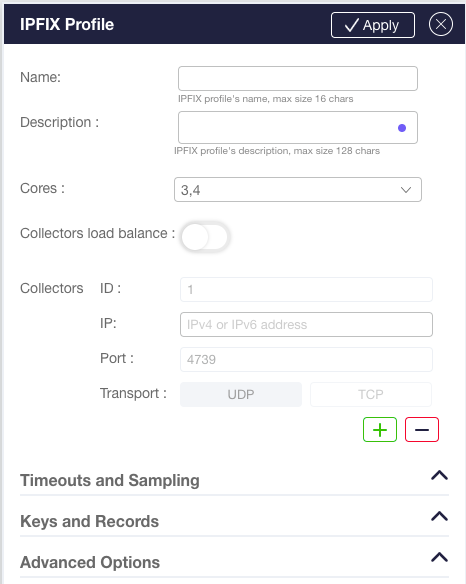 IPFIX Profile
Apply
Name:
IPFIX profile's name, max size 16 chars
Description :
IPFIX profile's description, max size 128 chars
Cores :
3,4
Collectors load balance :
Collectors
ID :
1
IP:
IPv4 or IPv6 address
Port :
4739
Transport :
UDP
TCP
Timeouts and Sampling
Keys and Records
Advanced Options